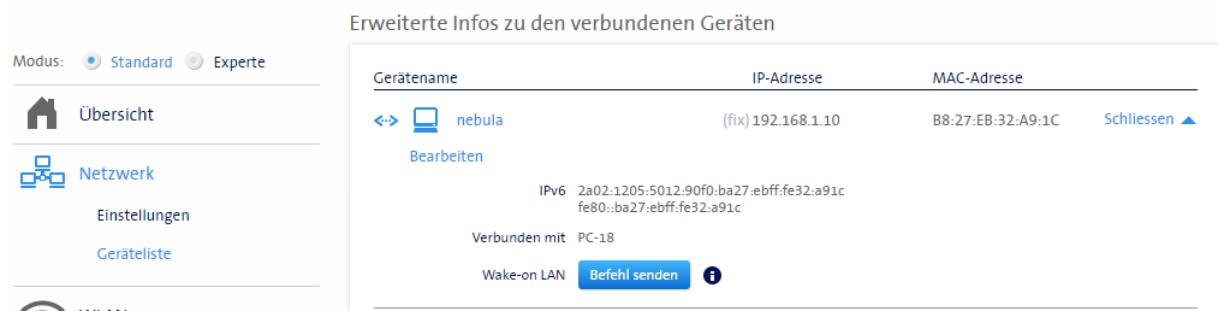 Erweiterte Infos zu den verbundenen Geräten
Modus: Standard Experte
Gerätename IP-Adresse MAC-Adresse
Übersicht
nebula (fix) 192.168.1.10 B8:27:EB:32:A9:1C Schliessen
Bearbeiten
Netzwerk
IPv6 2a02:1205:5012:90f0:ba27:ebff:fe32:a91c
fe80::ba27:ebff:fe32:a91c
Einstellungen
Verbunden mit PC-18
Geräteliste
Wake-on LAN Befehl senden